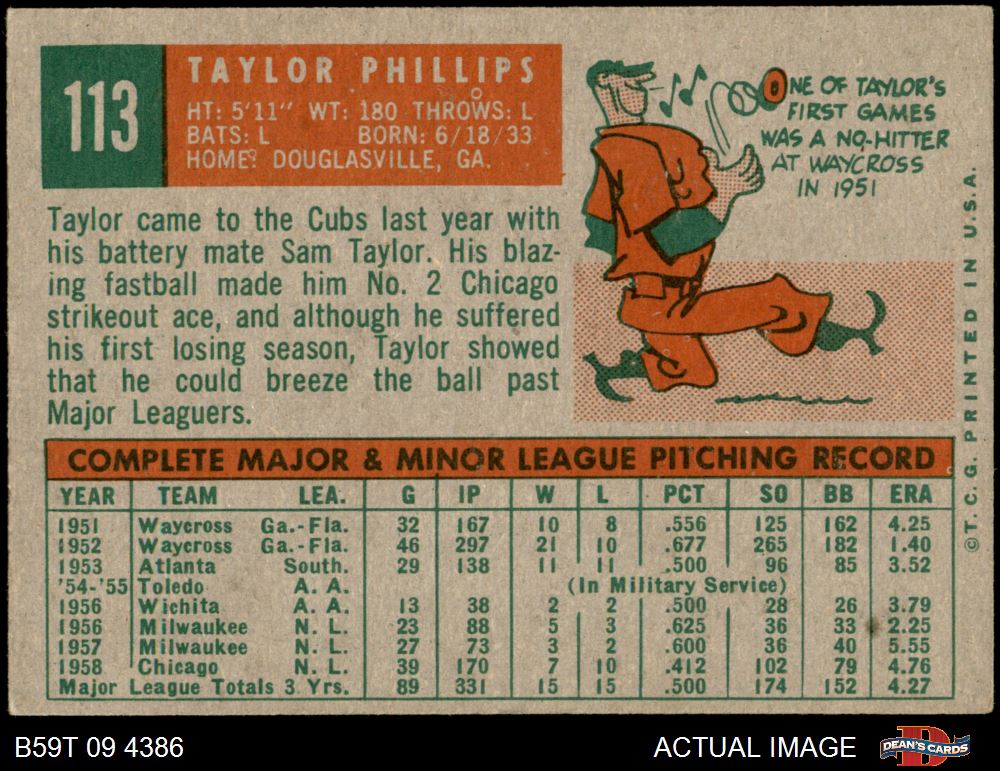 113
TAYLOR PHILLIPS
HT: 5'11" WT: 180 THROWS: L
BATS: L BORN: 6/18/33
HOME: DOUGLASVILLE, GA.
ONE OF TAYLOR'S
FIRST GAMES
WAS A NO-HITTER
AT WAYCROSS
IN 1951
Taylor came to the Cubs last year with
his battery mate Sam Taylor. His blaz-
ing fastball made him No. 2 Chicago
strikeout ace, and although he suffered
his first losing season, Taylor showed
that he could breeze the ball past
Major Leaguers.
COMPLETE MAJOR & MINOR LEAGUE PITCHING RECORD
YEAR TEAM LEA. G IP W L PCT SO BB ERA
1951 Waycross Ga.-Fla. 32 167 10 8 .556 125 162 4.25
1952 Waycross Ga.-Fla. 46 297 21 10 .677 265 182 1.40
1953 Atlanta South. 29 138 11 11 .500 96 85 3.52
'54-'55 Toledo A. A. (In Military Service)
1956 Wichita A. A. 13 38 2 2 .500 28 26 3.79
1956 Milwaukee N. L. 23 88 5 3 .625 36 33 2.25
1957 Milwaukee N. L. 27 73 3 2 .600 36 40 5.55
1958 Chicago N. L. 39 170 7 10 .412 102 79 4.76
Major League Totals 3 Yrs. 89 331 15 15 .500 174 152 4.27
© T. C. G. PRINTED IN U.S.A.
B59T 09 4386
ACTUAL IMAGE
DEAN'S CARDS